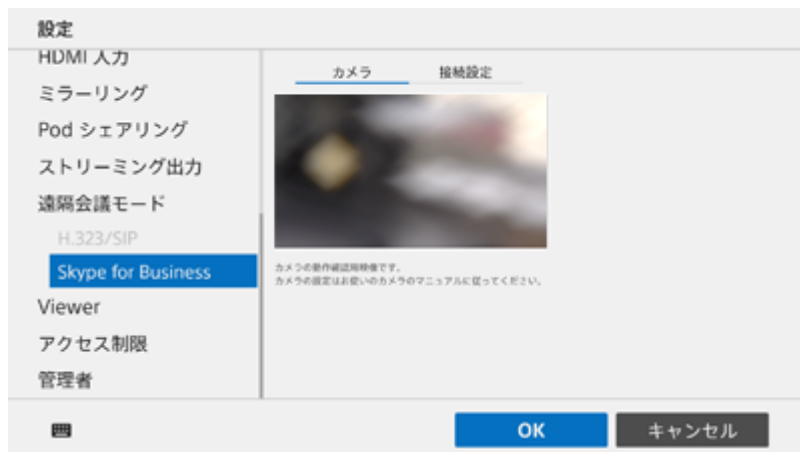 設定
HDMI 入力
ミラーリング
Pod シェアリング
ストリーミング出力
遠隔会議モード
H.323/SIP
Skype for Business
Viewer
アクセス制限
管理者
カメラ
接続設定
カメラの動作確認用映像です。
カメラの設定はお使いのカメラのマニュアルに従ってください。
OK
キャンセル